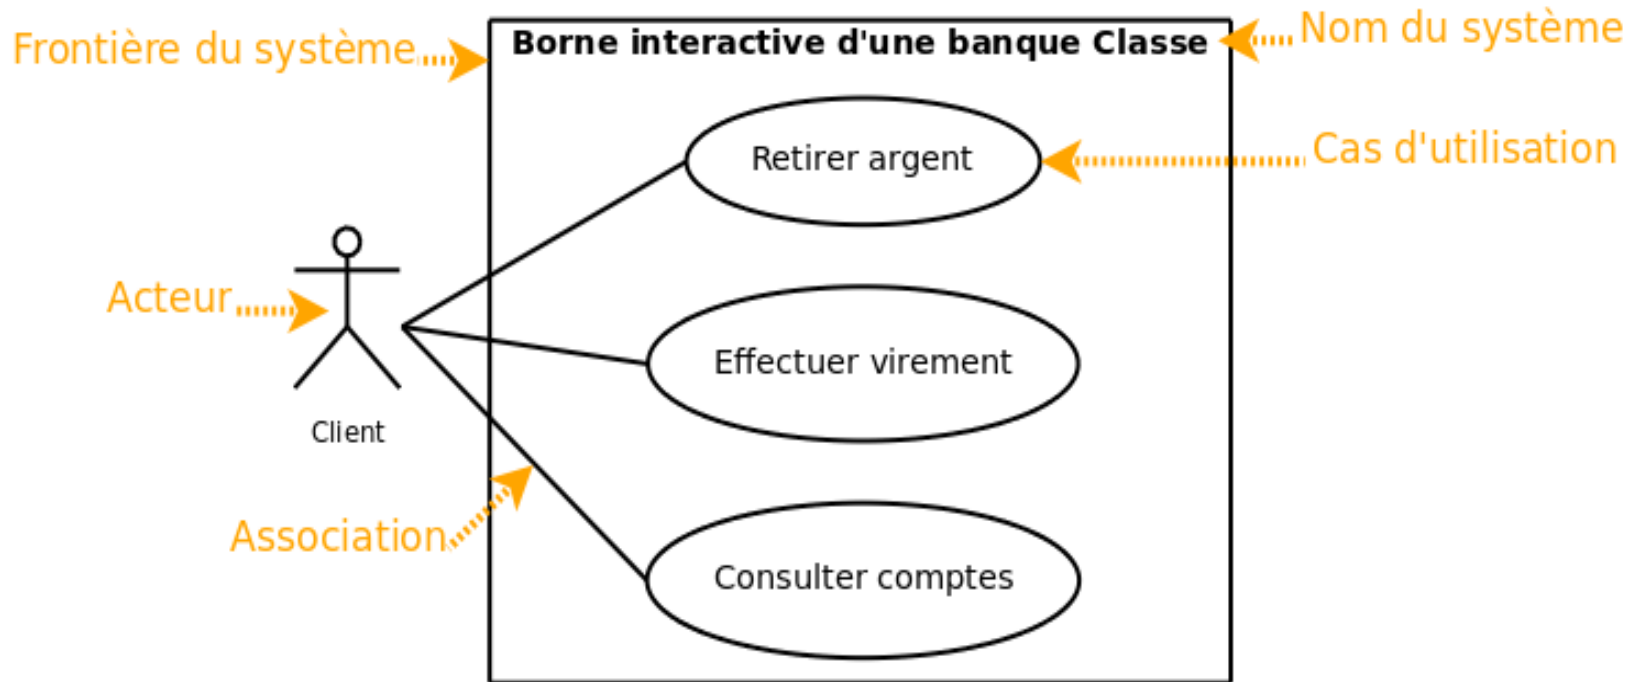 Nom du système
Frontière du système
Borne interactive d'une banque Classe
Retirer argent
Cas d'utilisation
Acteur
Effectuer virement
Client
Association
Consulter comptes